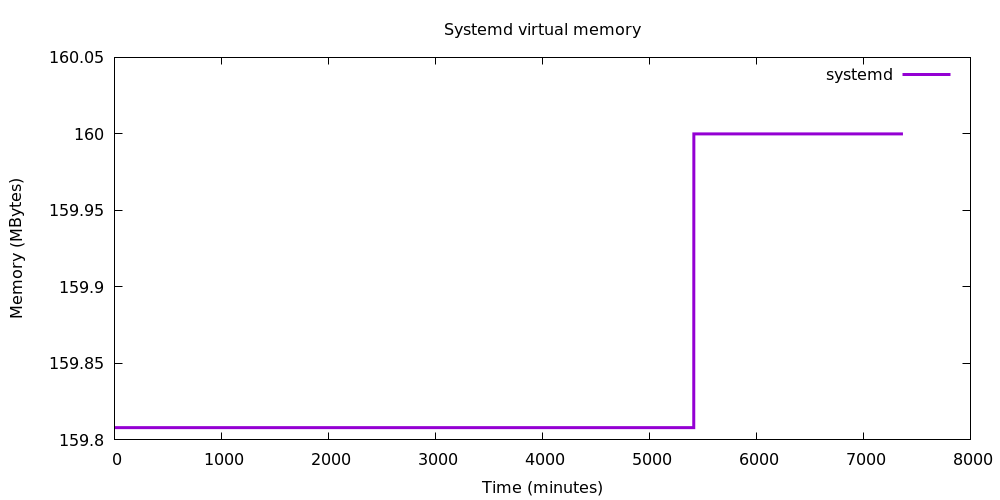 Systemd virtual memory
160.05
160
159.95
159.9
159.85
159.8
Memory (MBytes)
systemd
0 1000 2000 3000 4000 5000 6000 7000 8000
Time (minutes)